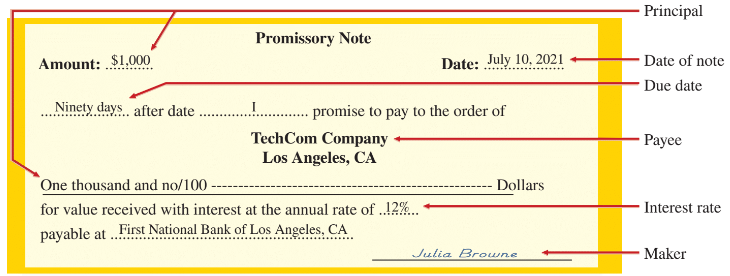 Principal
Promissory Note
Amount: $1,000 Date: July 10, 2021 Date of note
Due date
Ninety days after date I promise to pay to the order of
TechCom Company Payee
Los Angeles, CA
One thousand and no/100 ---------------------------------------------------- Dollars
for value received with interest at the annual rate of 12% Interest rate
payable at First National Bank of Los Angeles, CA
Julia Browne Maker